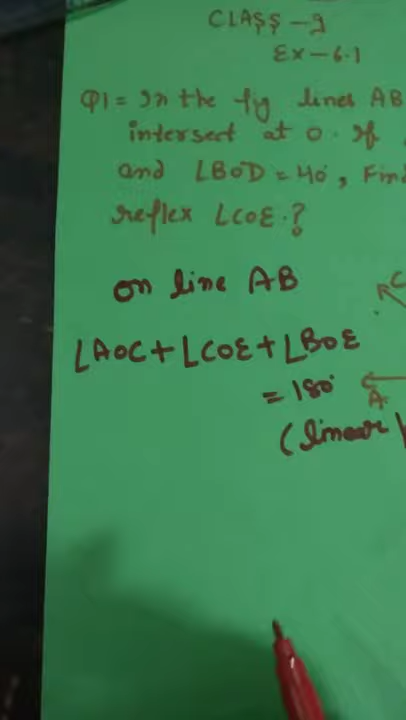 CLASS-9
EX-6.1
Q1 = In the fig lines AB
intersect at O. If
and ∠BOD = 40°, Find
reflex ∠COE.?
on line AB
C
∠AOC+∠COE+∠BOE
= 180°
A
(linear